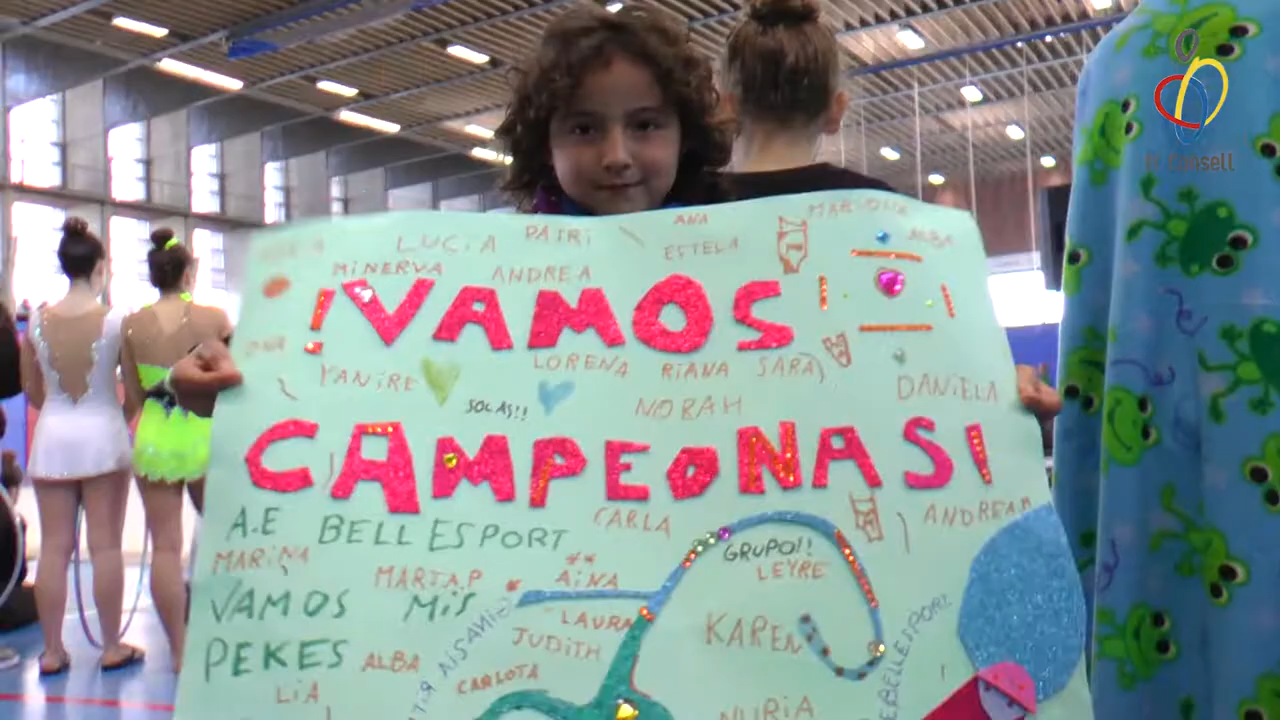 LUCiA PATRi ANA MARIONA
MiNERVA ANDREA ESTELA ALBA
¡VAMOS
YANiRE LORENA RIANA SARA
SOLAS!! NORAH DANiELA
CAMPEONAS!
A.E BELLESPORT CARLA ANDREA.P
MARINA MARTA.P AiNA GRUPO!! LEYRE
VAMOS MiS LAURA
PEKES ALBA JUDITH KAREN
LiA CARLOTA NURiA